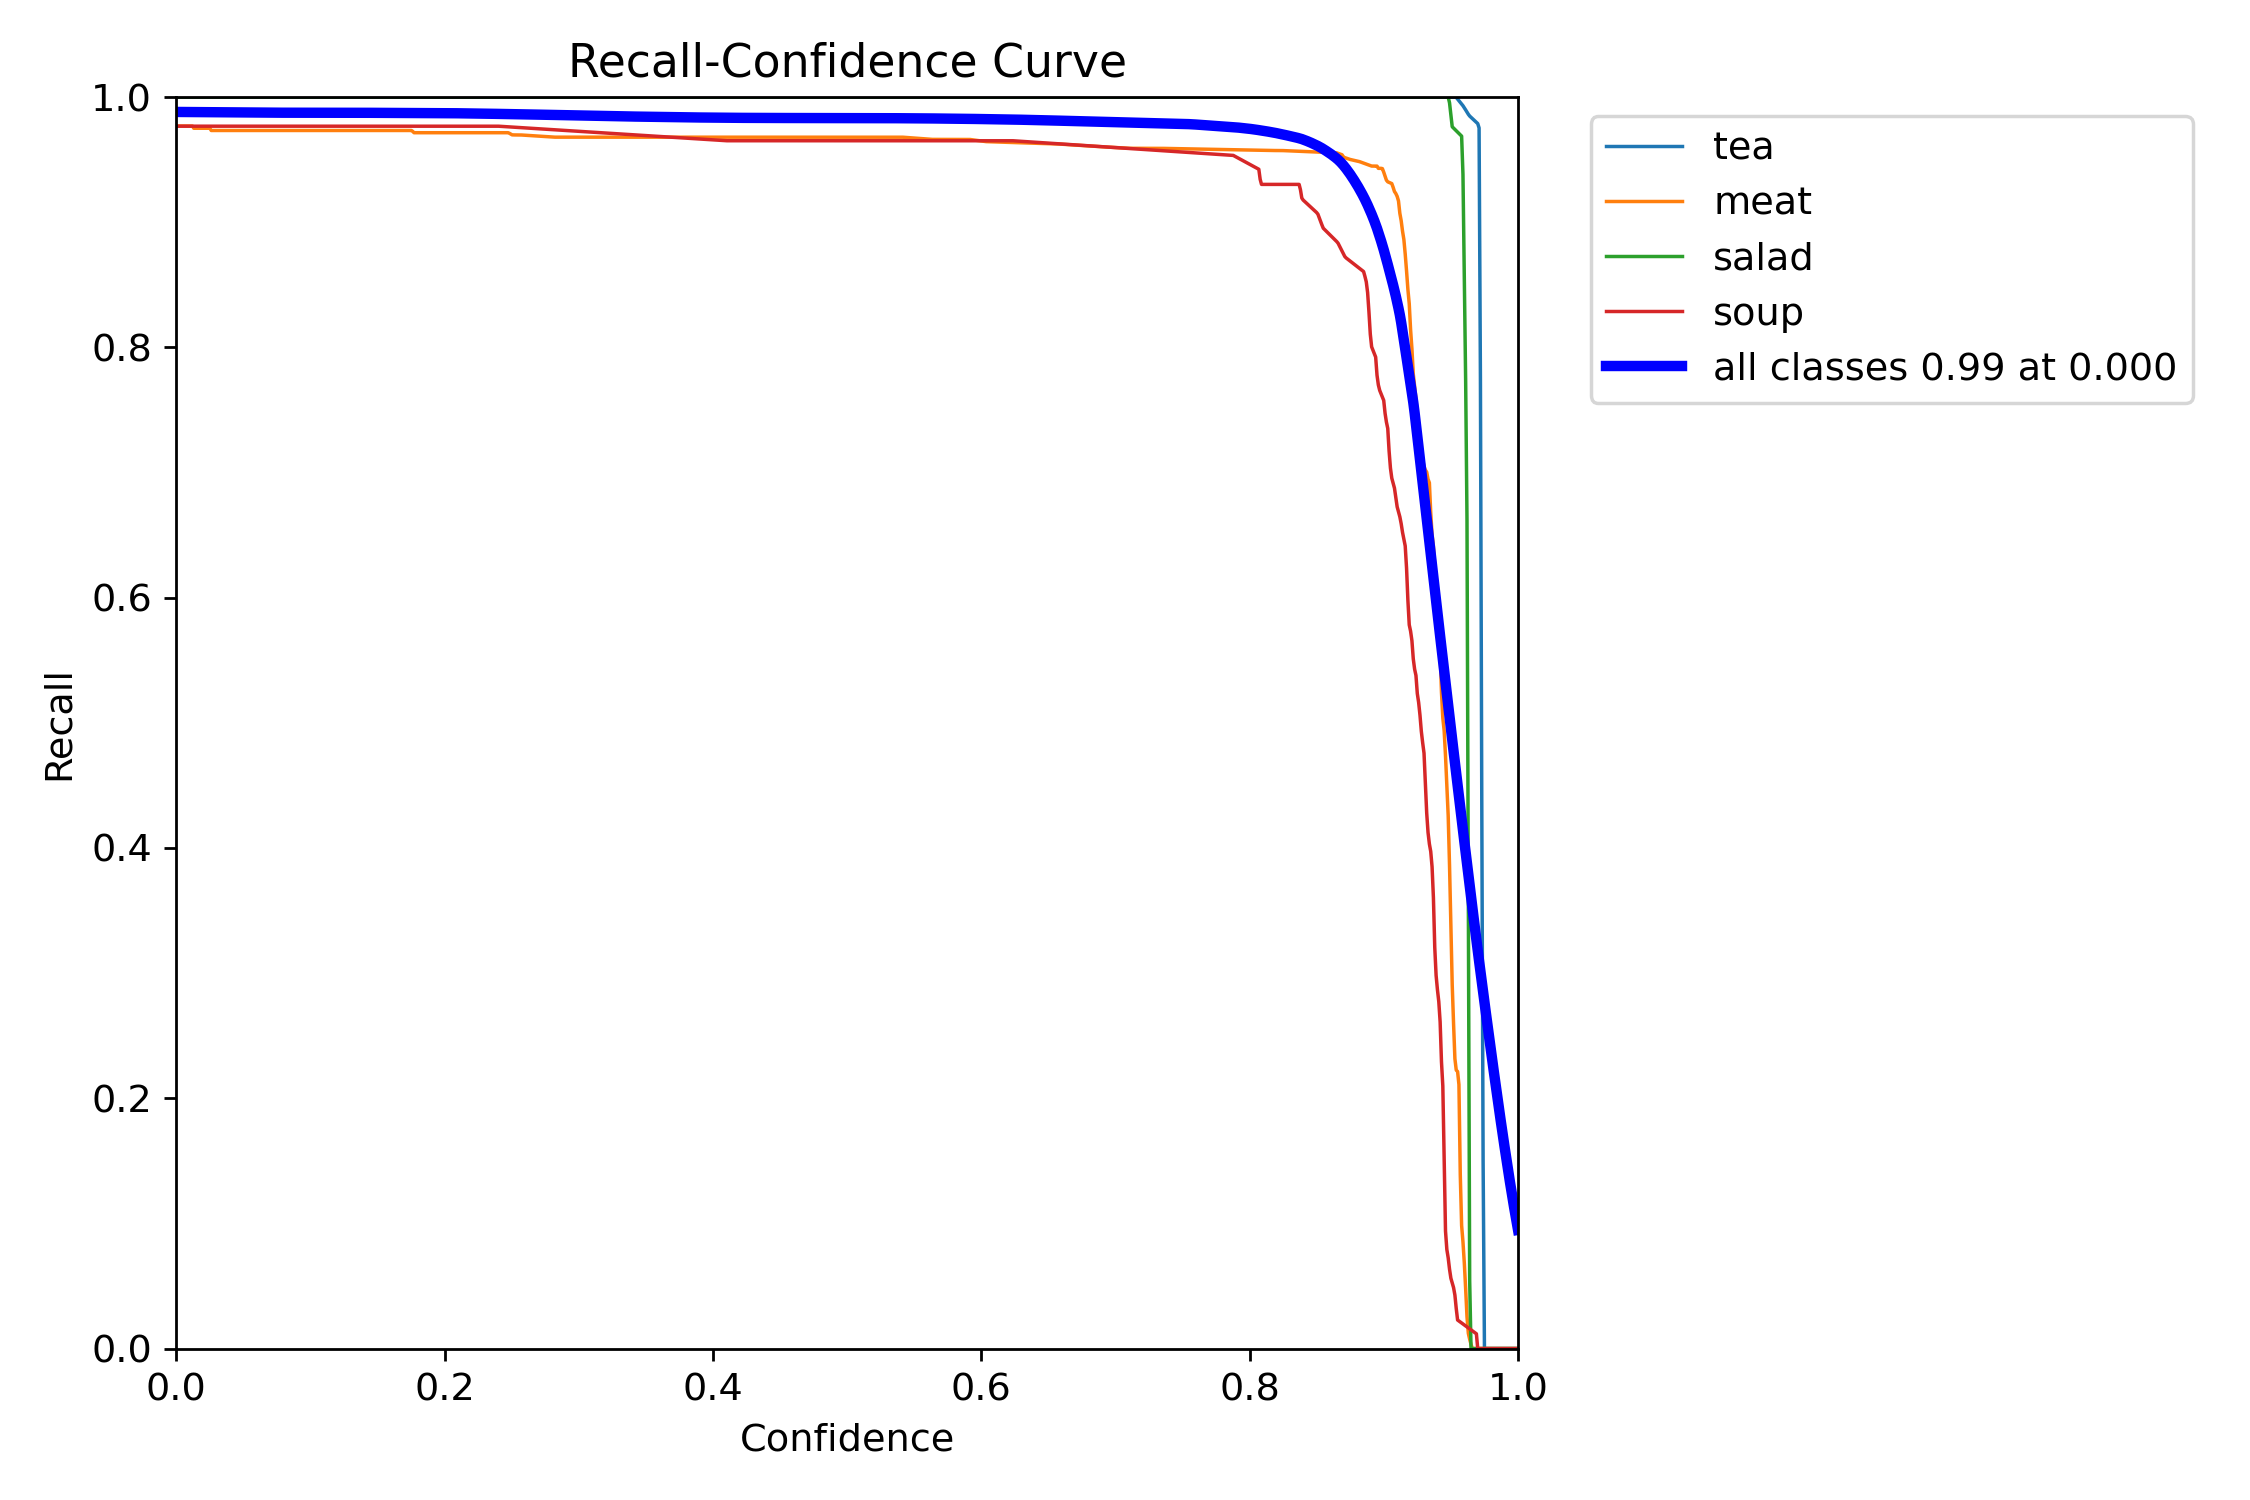 Recall-Confidence Curve
1.0
0.8
0.6
0.4
0.2
0.0
Recall
0.0 0.2 0.4 0.6 0.8 1.0
Confidence
tea
meat
salad
soup
all classes 0.99 at 0.000